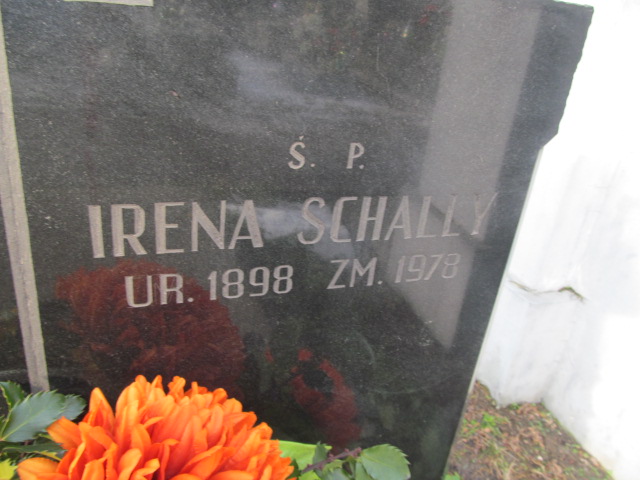 Ś. P.
IRENA SCHALLY
UR. 1898 ZM. 1978